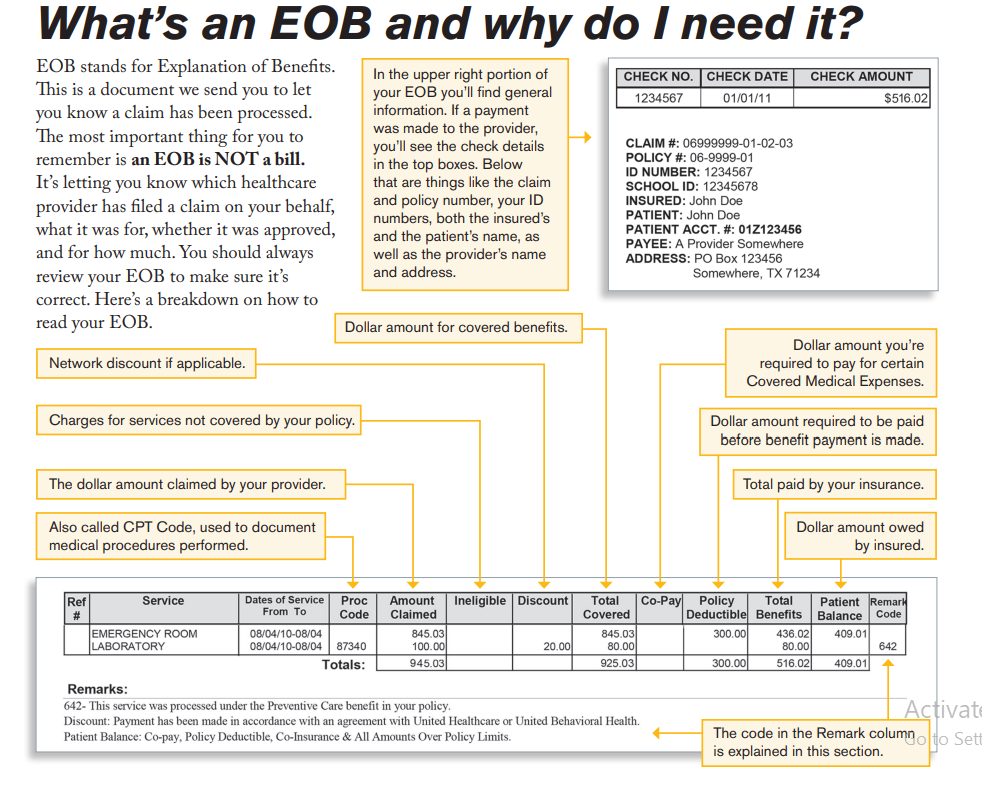 What's an EOB and why do I need it?
EOB stands for Explanation of Benefits.
This is a document we send you to let
you know a claim has been processed.
The most important thing for you to
remember is an EOB is NOT a bill.
It's letting you know which healthcare
provider has filed a claim on your behalf,
what it was for, whether it was approved,
and for how much. You should always
review your EOB to make sure it's
correct. Here's a breakdown on how to
read your EOB.
In the upper right portion of
your EOB you'll find general
information. If a payment
was made to the provider,
you'll see the check details
in the top boxes. Below
that are things like the claim
and policy number, your ID
numbers, both the insured's
and the patient's name, as
well as the provider's name
and address.
CHECK NO. CHECK DATE CHECK AMOUNT
1234567 01/01/11 $516.02
CLAIM #: 06999999-01-02-03
POLICY #: 06-9999-01
ID NUMBER: 1234567
SCHOOL ID: 12345678
INSURED: John Doe
PATIENT: John Doe
PATIENT ACCT. #: 01Z123456
PAYEE: A Provider Somewhere
ADDRESS: PO Box 123456
Somewhere, TX 71234
Dollar amount for covered benefits.
Network discount if applicable.
Charges for services not covered by your policy.
The dollar amount claimed by your provider.
Also called CPT Code, used to document
medical procedures performed.
Dollar amount you're
required to pay for certain
Covered Medical Expenses.
Dollar amount required to be paid
before benefit payment is made.
Total paid by your insurance.
Dollar amount owed
by insured.
Ref Service Dates of Service Proc Amount Ineligible Discount Total Co-Pay Policy Total Patient Remark
# From To Code Claimed Covered Deductible Benefits Balance Code
EMERGENCY ROOM 08/04/10-08/04 845.03 845.03 300.00 436.02 409.01
LABORATORY 08/04/10-08/04 87340 100.00 20.00 80.00 80.00 642
Totals: 945.03 925.03 300.00 516.02 409.01
Remarks:
642- This service was processed under the Preventive Care benefit in your policy.
Discount: Payment has been made in accordance with an agreement with United Healthcare or United Behavioral Health.
Patient Balance: Co-pay, Policy Deductible, Co-Insurance & All Amounts Over Policy Limits.
The code in the Remark column
is explained in this section.
Activate
Go to Sett